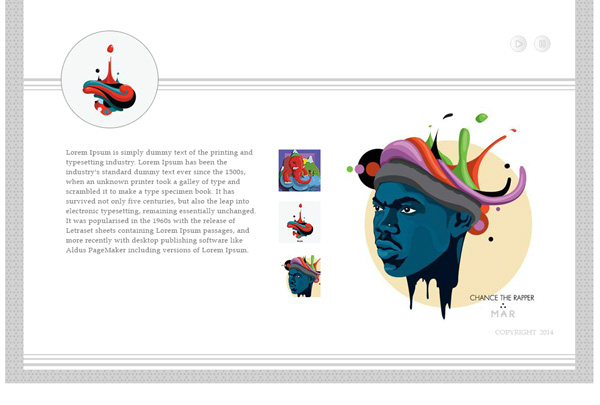 Lorem Ipsum is simply dummy text of the printing and
typesetting industry. Lorem Ipsum has been the
industry's standard dummy text ever since the 1500s,
when an unknown printer took a galley of type and
scrambled it to make a type specimen book. It has
survived not only five centuries, but also the leap into
electronic typesetting, remaining essentially unchanged.
It was popularised in the 1960s with the release of
Letraset sheets containing Lorem Ipsum passages, and
more recently with desktop publishing software like
Aldus PageMaker including versions of Lorem Ipsum.
CHANCE THE RAPPER
MAR
COPYRIGHT 2014